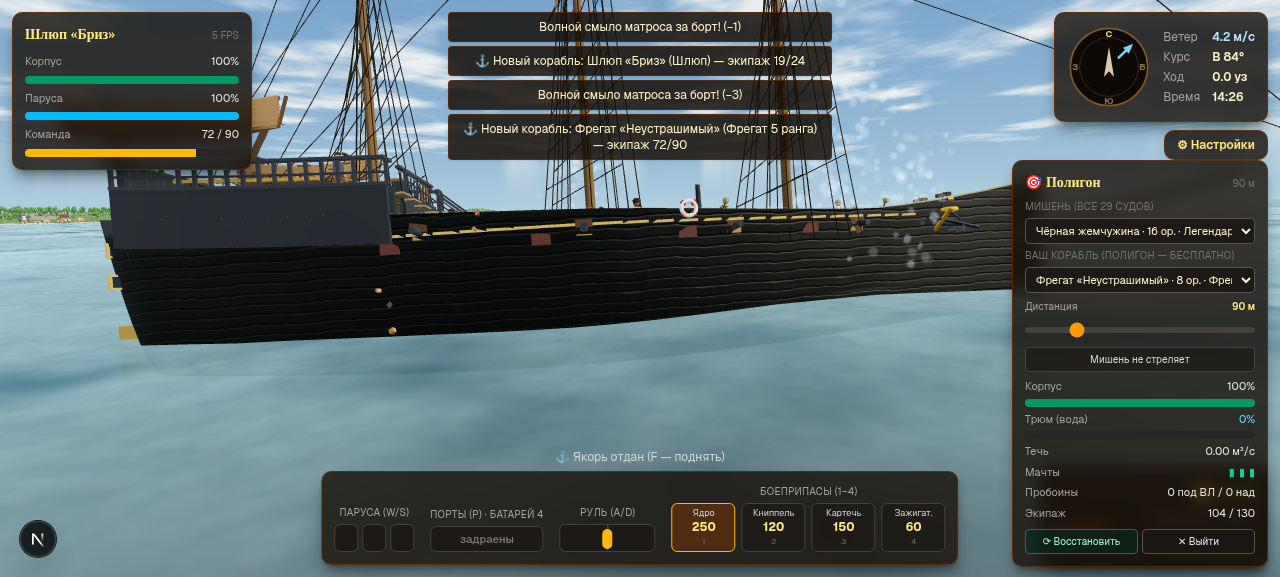 Шлюп «Бриз»
5 FPS
Корпус 100%
Паруса 100%
Команда 72 / 90
Волной смыло матроса за борт! (−1)
⚓ Новый корабль: Шлюп «Бриз» (Шлюп) — экипаж 19/24
Волной смыло матроса за борт! (−3)
⚓ Новый корабль: Фрегат «Неустрашимый» (Фрегат 5 ранга)
— экипаж 72/90
С
З
В
Ю
Ветер 4.2 м/с
Курс В 84°
Ход 0.0 уз
Время 14:26
⚙ Настройки
🎯 Полигон 90 м
МИШЕНЬ (ВСЕ 29 СУДОВ)
Чёрная жемчужина · 16 ор. · Легендар
ВАШ КОРАБЛЬ (ПОЛИГОН — БЕСПЛАТНО)
Фрегат «Неустрашимый» · 8 ор. · Фре
Дистанция 90 м
Мишень не стреляет
Корпус 100%
Трюм (вода) 0%
Течь 0.00 м³/с
Мачты
Пробоины 0 под ВЛ / 0 над
Экипаж 104 / 130
⟳ Восстановить
✕ Выйти
⚓ Якорь отдан (F — поднять)
ПАРУСА (W/S)
ПОРТЫ (P) · БАТАРЕЙ 4
задраены
РУЛЬ (A/D)
БОЕПРИПАСЫ (1–4)
Ядро
250
1
Книппель
120
2
Картечь
150
3
Зажигат.
60
4
N